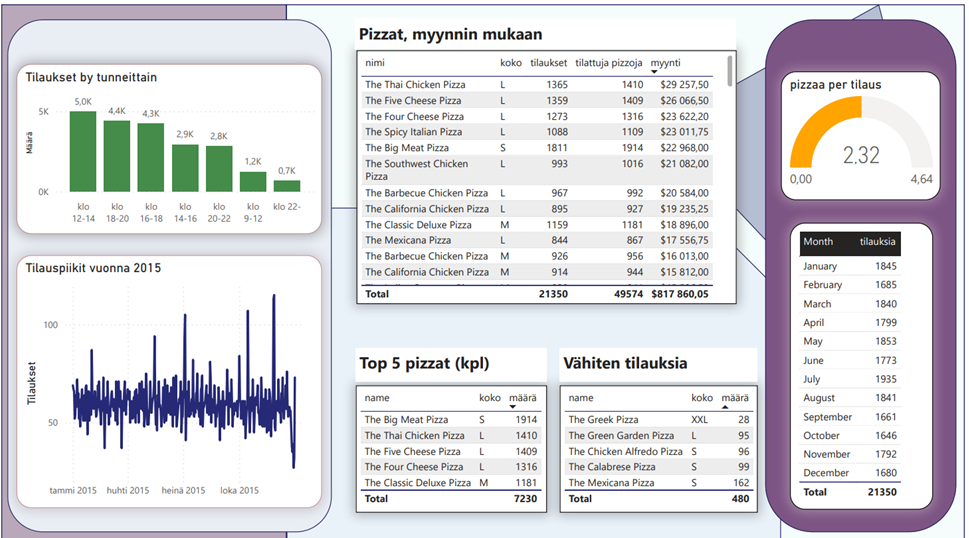 Tilaukset by tunneittain
Määrä
5K
0K
5,0K
4,4K
4,3K
2,9K
2,8K
1,2K
0,7K
klo 12-14
klo 18-20
klo 16-18
klo 14-16
klo 20-22
klo 9-12
klo 22-
Tilauspiikit vuonna 2015
Tilaukset
100
50
tammi 2015 huhti 2015 heinä 2015 loka 2015
Pizzat, myynnin mukaan
nimi koko tilaukset tilattuja pizzoja myynti
The Thai Chicken Pizza L 1365 1410 $29 257,50
The Five Cheese Pizza L 1359 1409 $26 066,50
The Four Cheese Pizza L 1273 1316 $23 622,20
The Spicy Italian Pizza L 1088 1109 $23 011,75
The Big Meat Pizza S 1811 1914 $22 968,00
The Southwest Chicken Pizza L 993 1016 $21 082,00
The Barbecue Chicken Pizza L 967 992 $20 584,00
The California Chicken Pizza L 895 927 $19 235,25
The Classic Deluxe Pizza M 1159 1181 $18 896,00
The Mexicana Pizza L 844 867 $17 556,75
The Barbecue Chicken Pizza M 926 956 $16 013,00
The California Chicken Pizza M 914 944 $15 812,00
Total 21350 49574 $817 860,05
Top 5 pizzat (kpl)
name koko määrä
The Big Meat Pizza S 1914
The Thai Chicken Pizza L 1410
The Five Cheese Pizza L 1409
The Four Cheese Pizza L 1316
The Classic Deluxe Pizza M 1181
Total 7230
Vähiten tilauksia
name koko määrä
The Greek Pizza XXL 28
The Green Garden Pizza L 95
The Chicken Alfredo Pizza S 96
The Calabrese Pizza S 99
The Mexicana Pizza S 162
Total 480
pizzaa per tilaus
2,32
0,00 4,64
Month tilauksia
January 1845
February 1685
March 1840
April 1799
May 1853
June 1773
July 1935
August 1841
September 1661
October 1646
November 1792
December 1680
Total 21350